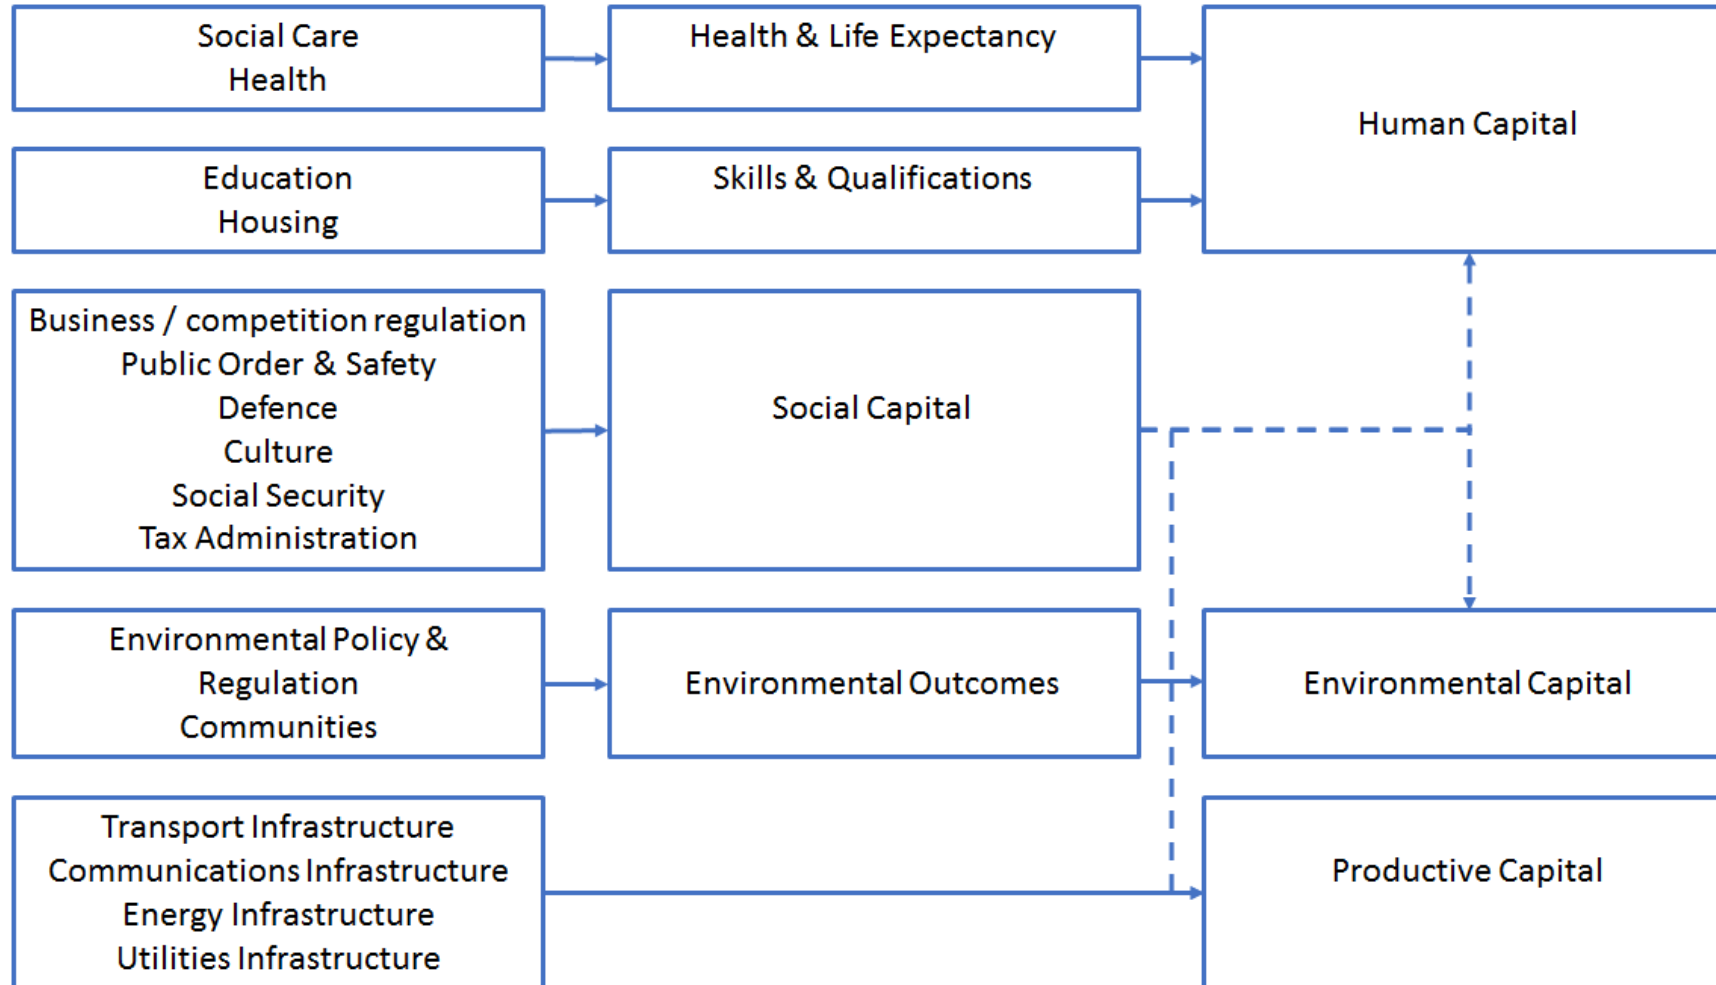 Social Care
Health
Health & Life Expectancy
Human Capital
Education
Housing
Skills & Qualifications
Business / competition regulation
Public Order & Safety
Defence
Culture
Social Security
Tax Administration
Social Capital
Environmental Policy &
Regulation
Communities
Environmental Outcomes
Environmental Capital
Transport Infrastructure
Communications Infrastructure
Energy Infrastructure
Utilities Infrastructure
Productive Capital